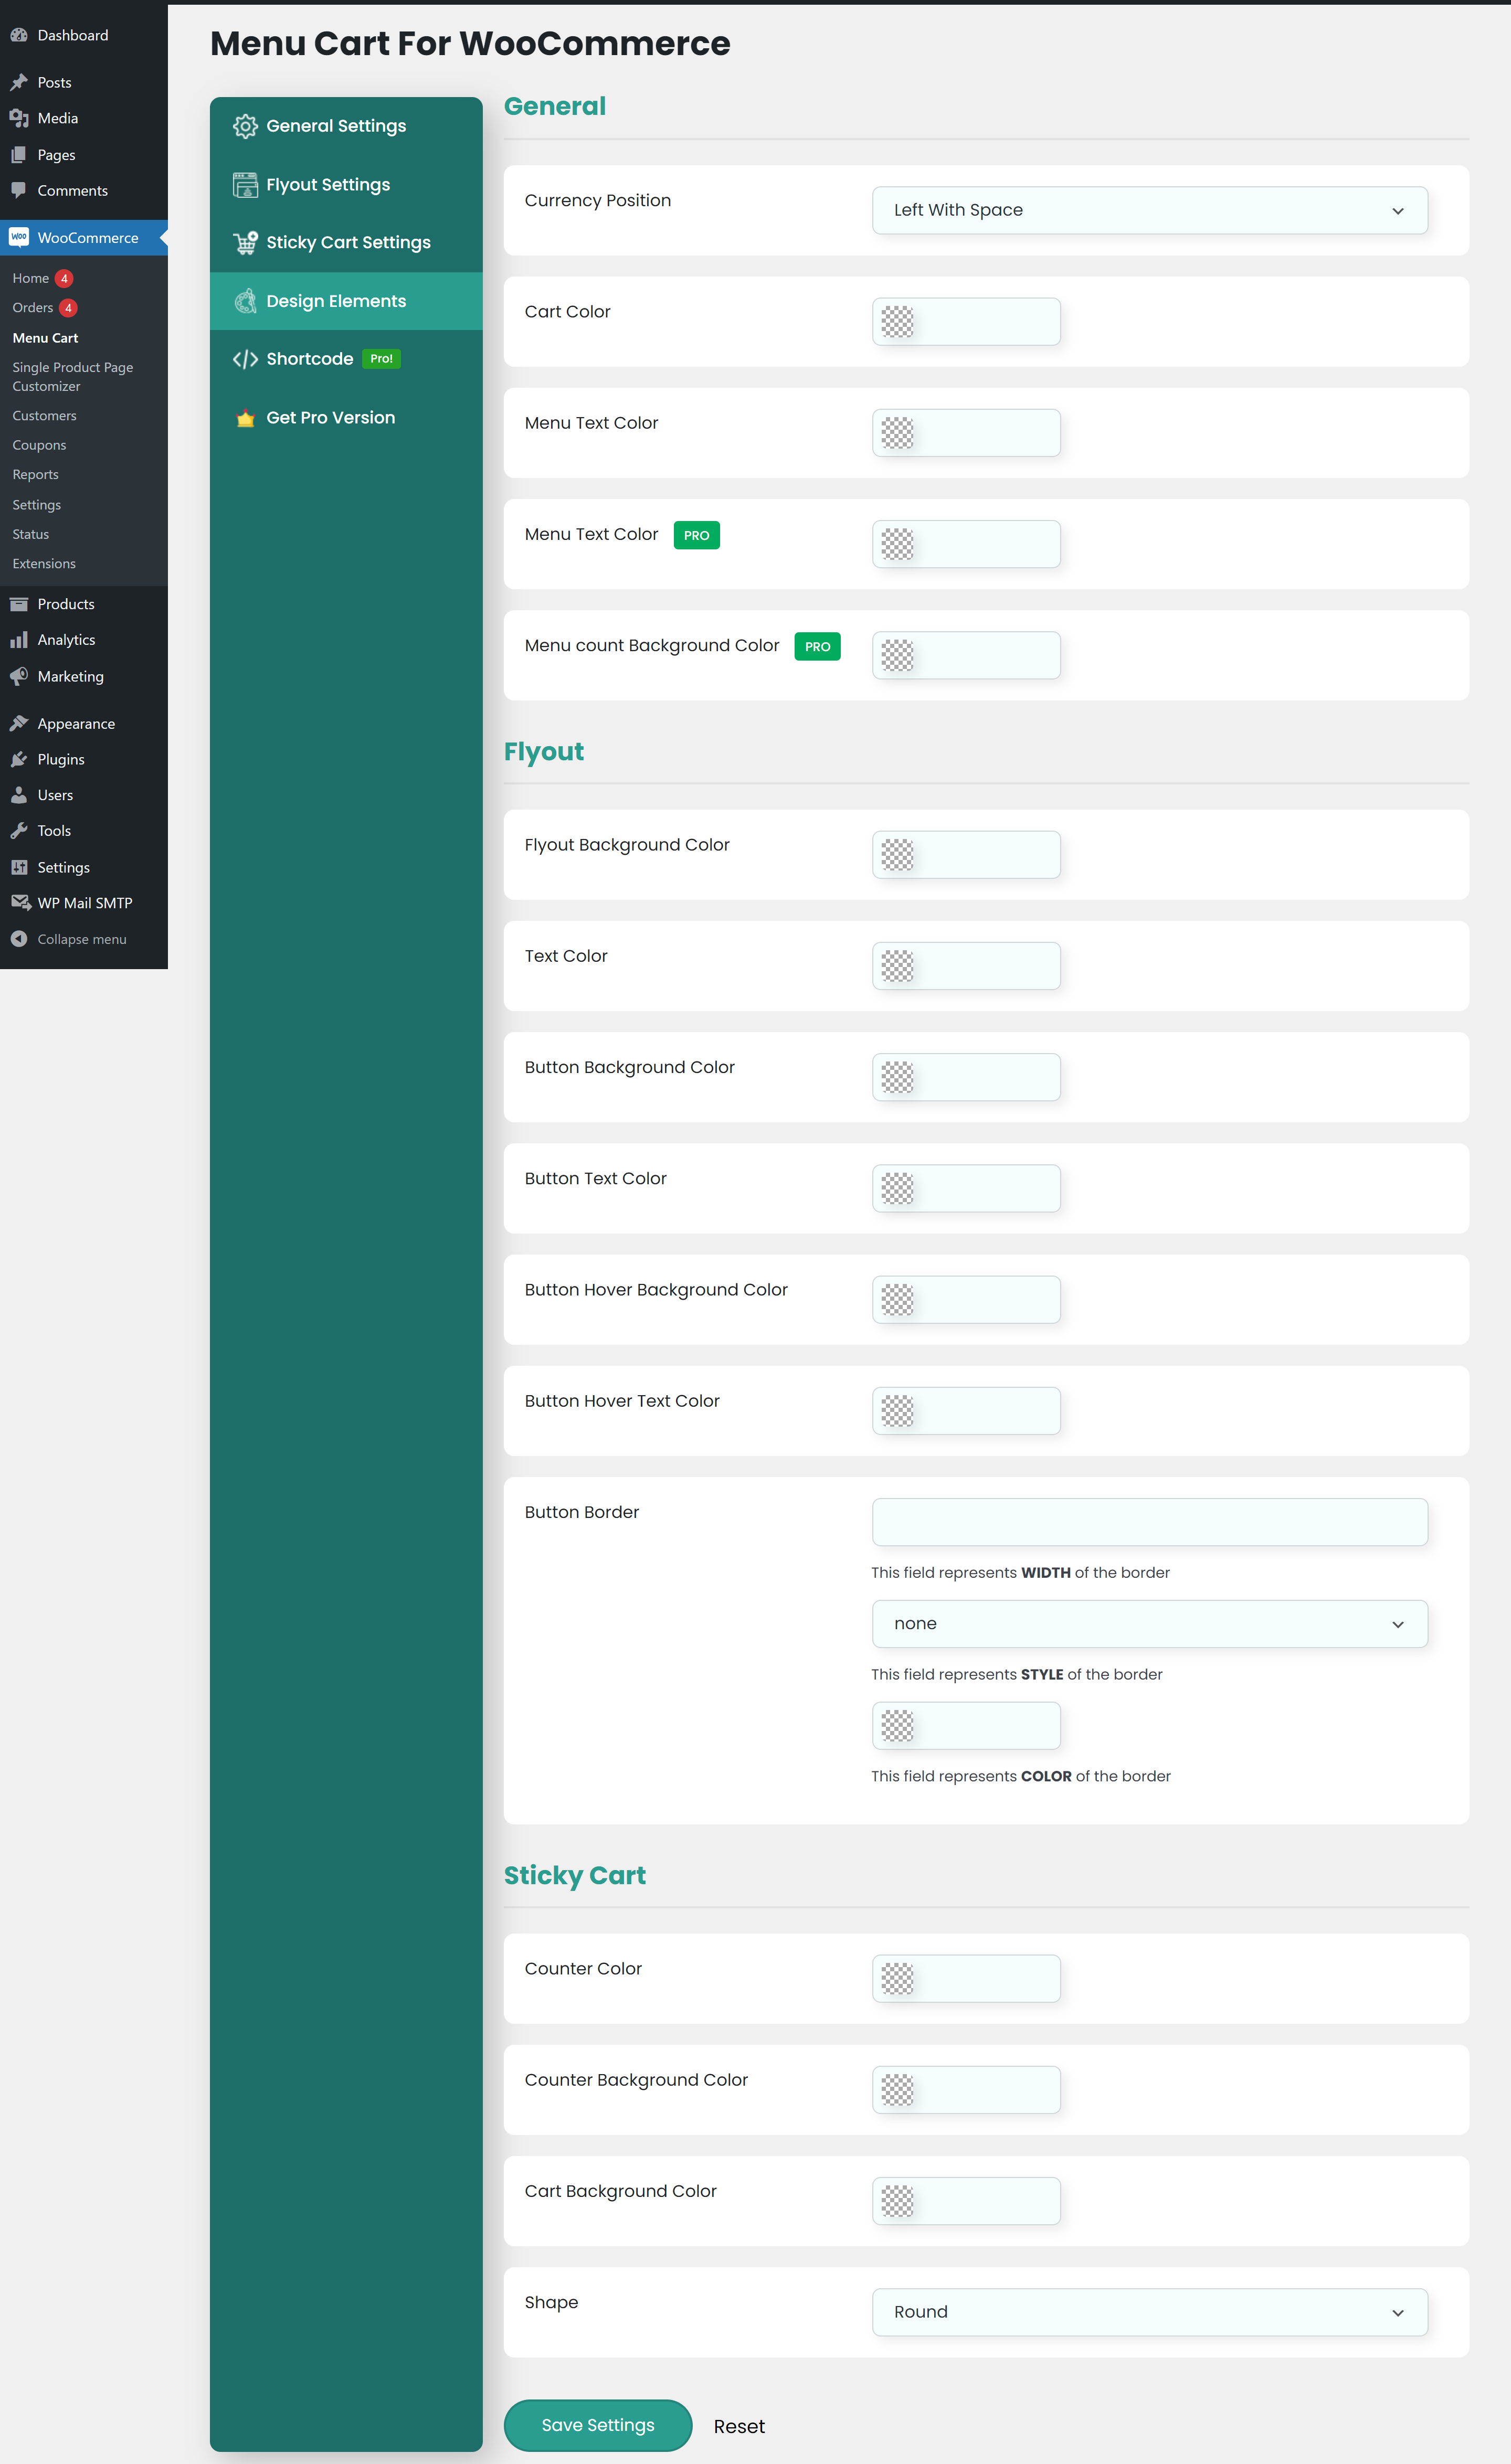 Dashboard
Posts
Media
Pages
Comments
Woo WooCommerce
Home 4
Orders 4
Menu Cart
Single Product Page
Customizer
Customers
Coupons
Reports
Settings
Status
Extensions
Products
Analytics
Marketing
Appearance
Plugins
Users
Tools
Settings
WP Mail SMTP
Collapse menu
Menu Cart For WooCommerce
General Settings
Flyout Settings
Sticky Cart Settings
Design Elements
Shortcode Pro!
Get Pro Version
General
Currency Position Left With Space
Cart Color
Menu Text Color
Menu Text Color PRO
Menu count Background Color PRO
Flyout
Flyout Background Color
Text Color
Button Background Color
Button Text Color
Button Hover Background Color
Button Hover Text Color
Button Border
This field represents WIDTH of the border
none
This field represents STYLE of the border
This field represents COLOR of the border
Sticky Cart
Counter Color
Counter Background Color
Cart Background Color
Shape Round
Save Settings Reset